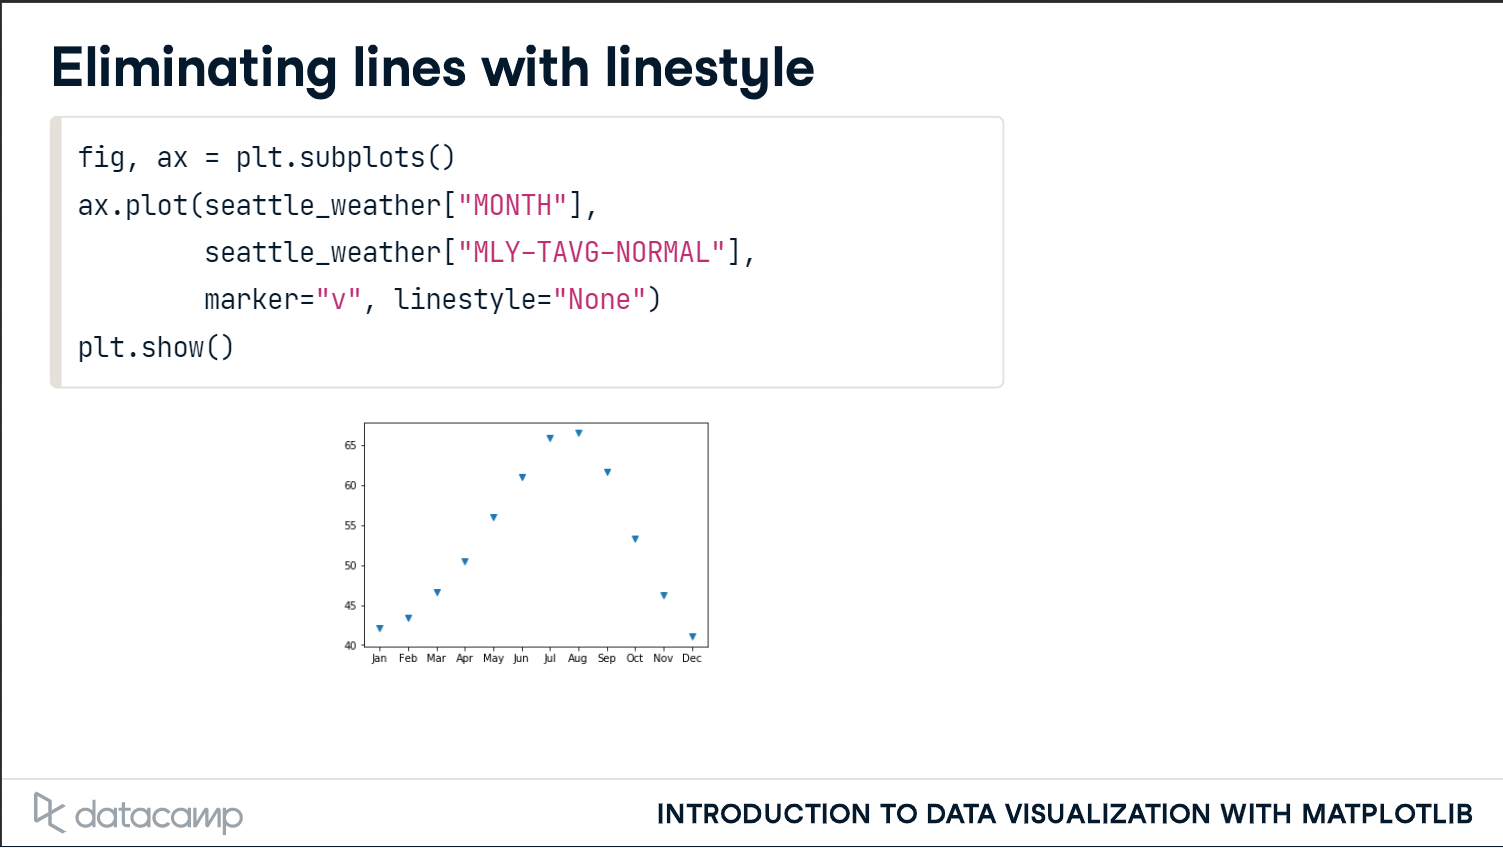 Eliminating lines with linestyle
fig, ax = plt.subplots()
ax.plot(seattle_weather["MONTH"],
        seattle_weather["MLY-TAVG-NORMAL"],
        marker="v", linestyle="None")
plt.show()
65
60
55
50
45
40
Jan Feb Mar Apr May Jun Jul Aug Sep Oct Nov Dec
datacamp
INTRODUCTION TO DATA VISUALIZATION WITH MATPLOTLIB